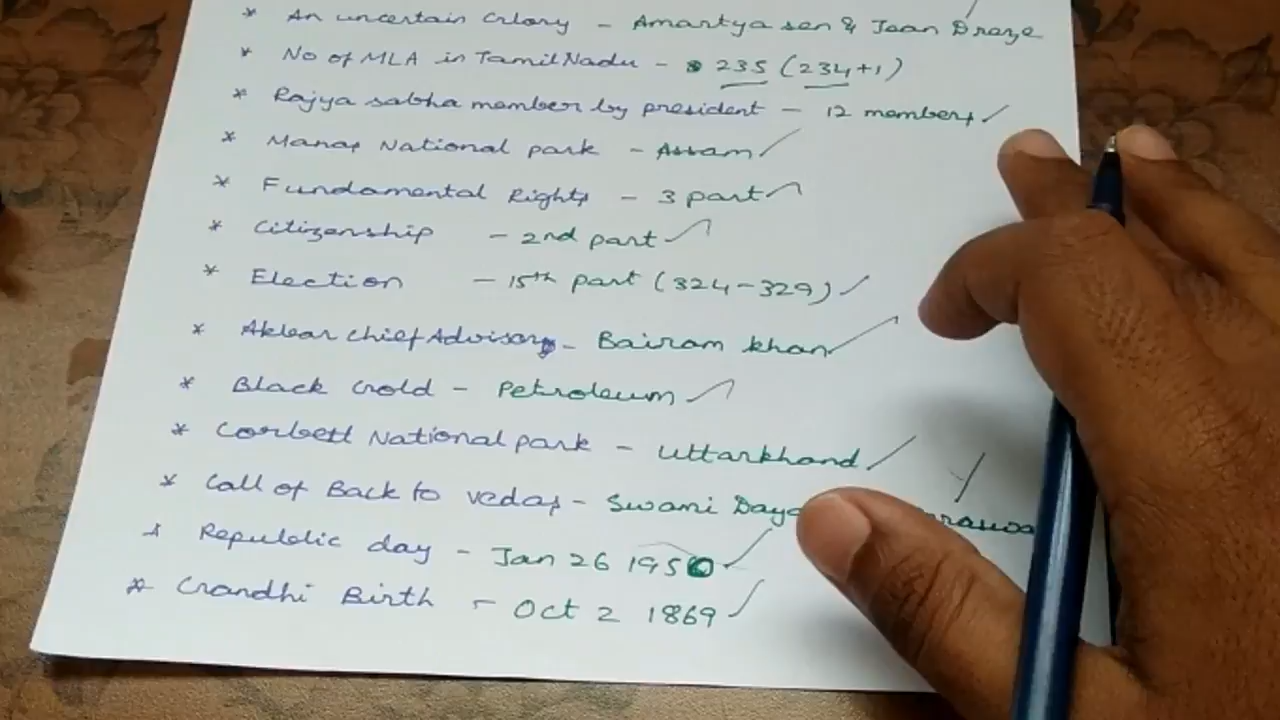 * An uncertain Glory - Amartya sen & Jean Dreze
* No of MLA in TamilNadu - 235 (234+1)
* Rajya sabha member by president - 12 members
* Manas National park - Assam
* Fundamental Rights - 3 part
* Citizenship - 2nd part
* Election - 15th part (324-329)
* Akbar chief Advisory - Bairam khan
* Black Gold - Petroleum
* Corbett National park - Uttarkhand
* Call of Back to vedas - Swami
* Republic day - Jan 26 1950
* Gandhi Birth - Oct 2 1869